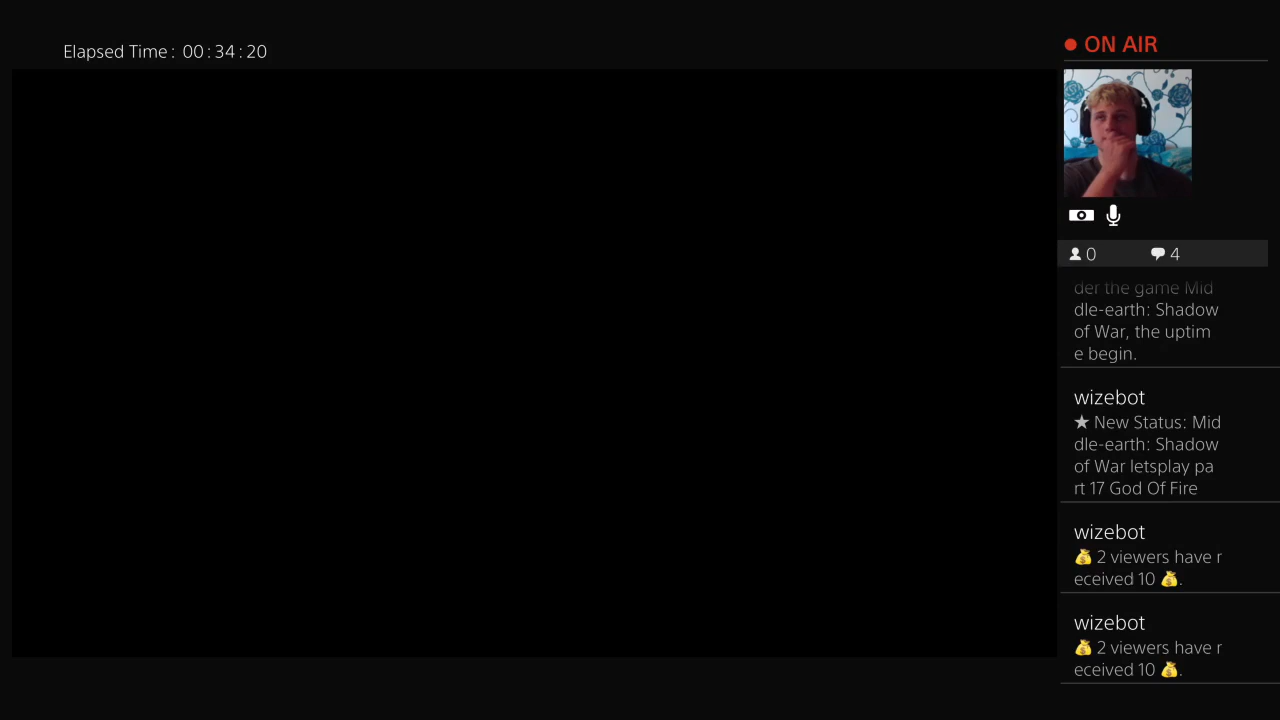 Elapsed Time: 00:34:20
ON AIR
0 4
der the game Mid
dle-earth: Shadow
of War, the uptim
e begin.
wizebot
★ New Status: Mid
dle-earth: Shadow
of War letsplay pa
rt 17 God Of Fire
wizebot
💰 2 viewers have r
eceived 10 💰.
wizebot
💰 2 viewers have r
eceived 10 💰.